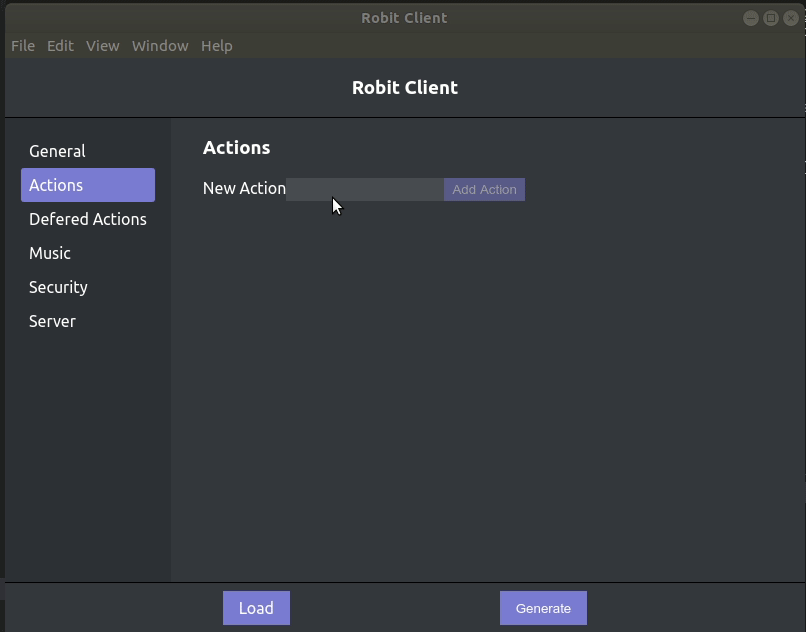 Robit Client
File Edit View Window Help
Robit Client
General
Actions
Defered Actions
Music
Security
Server
Actions
New Action Add Action
Load Generate